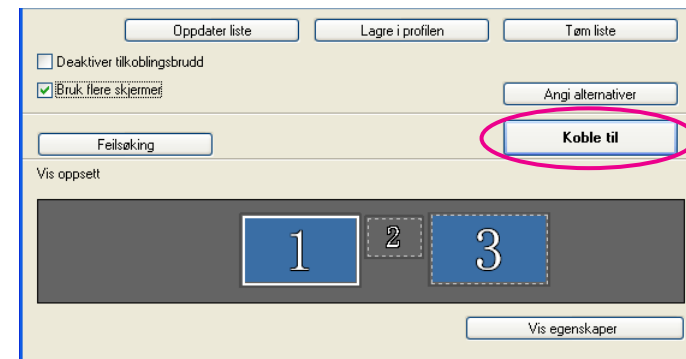 Oppdater liste Lagre i profilen Tøm liste
Deaktiver tilkoblingsbrudd
Bruk flere skjermer
Angi alternativer
Koble til
Feilsøking
Vis oppsett
1 2 3
Vis egenskaper